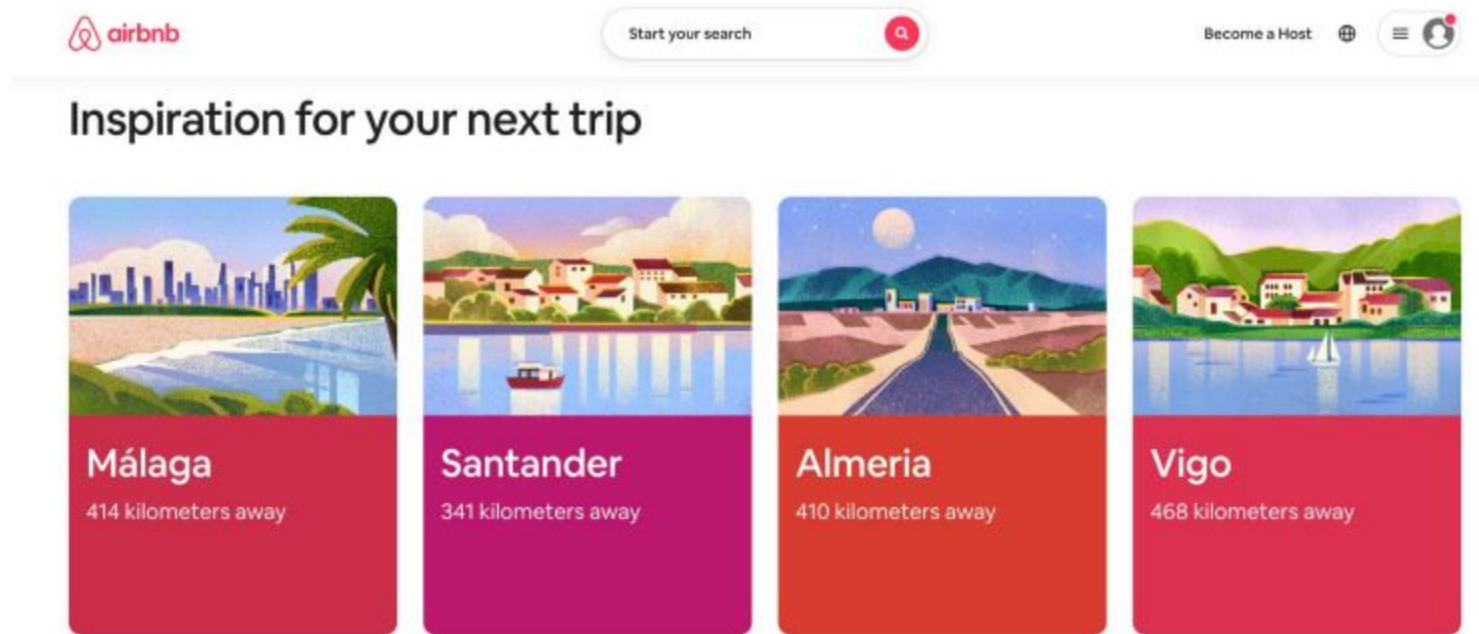 airbnb
Start your search
Become a Host
Inspiration for your next trip
Málaga
414 kilometers away
Santander
341 kilometers away
Almeria
410 kilometers away
Vigo
468 kilometers away